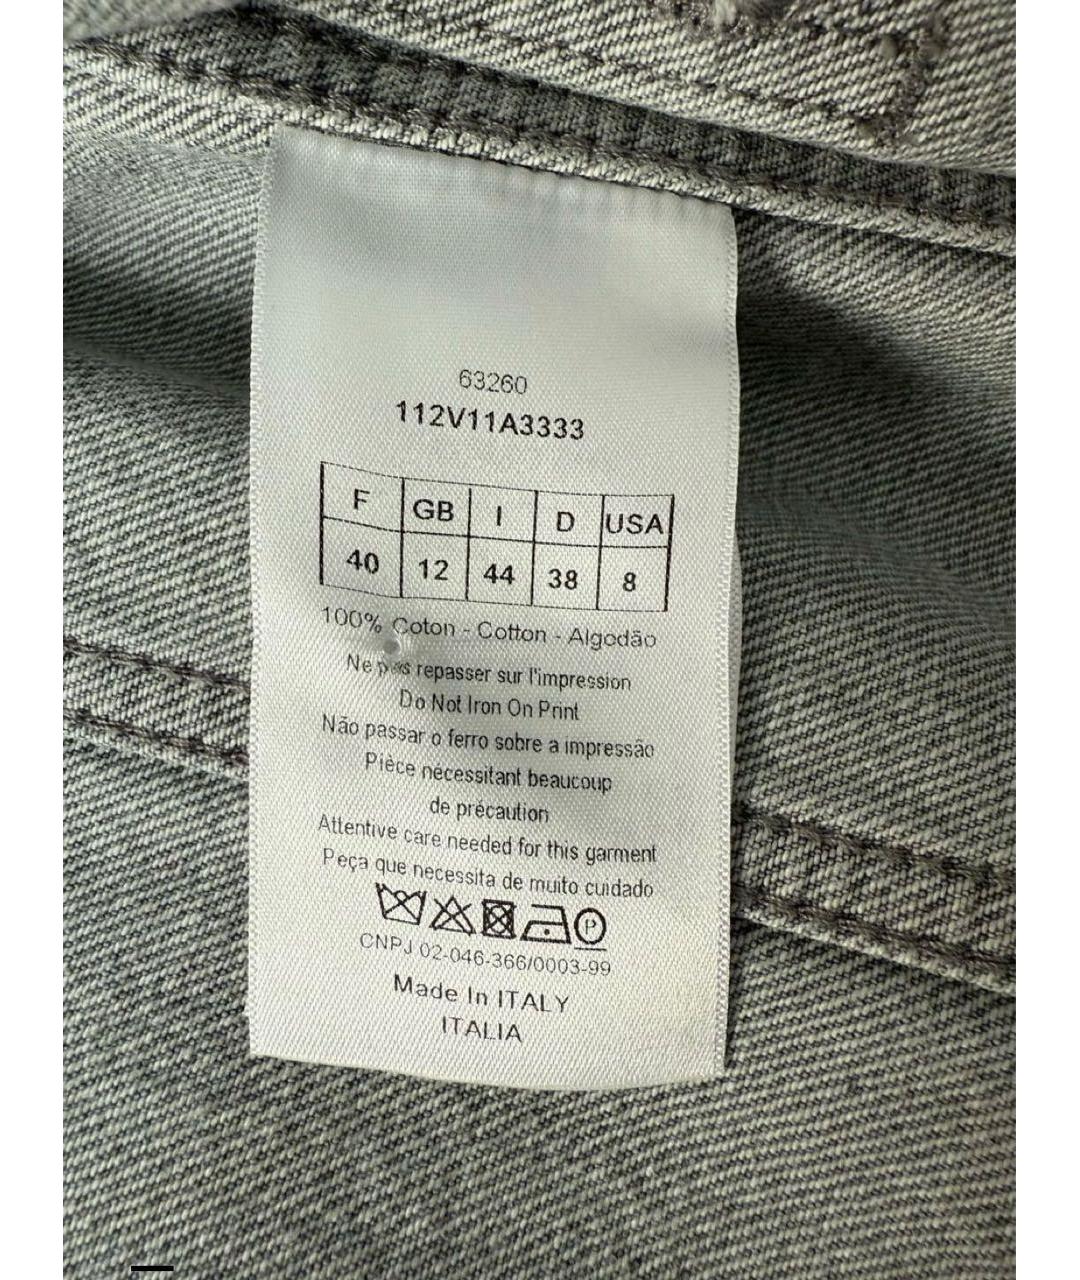 63260
112V11A3333
F GB I D USA
40 12 44 38 8
100% Coton - Cotton - Algodão
Ne pas repasser sur l'impression
Do Not Iron On Print
Não passar o ferro sobre a impressão
Pièce nécessitant beaucoup
de précaution
Attentive care needed for this garment
Peça que necessita de muito cuidado
P
CNPJ 02-046-366/0003-99
Made In ITALY
ITALIA